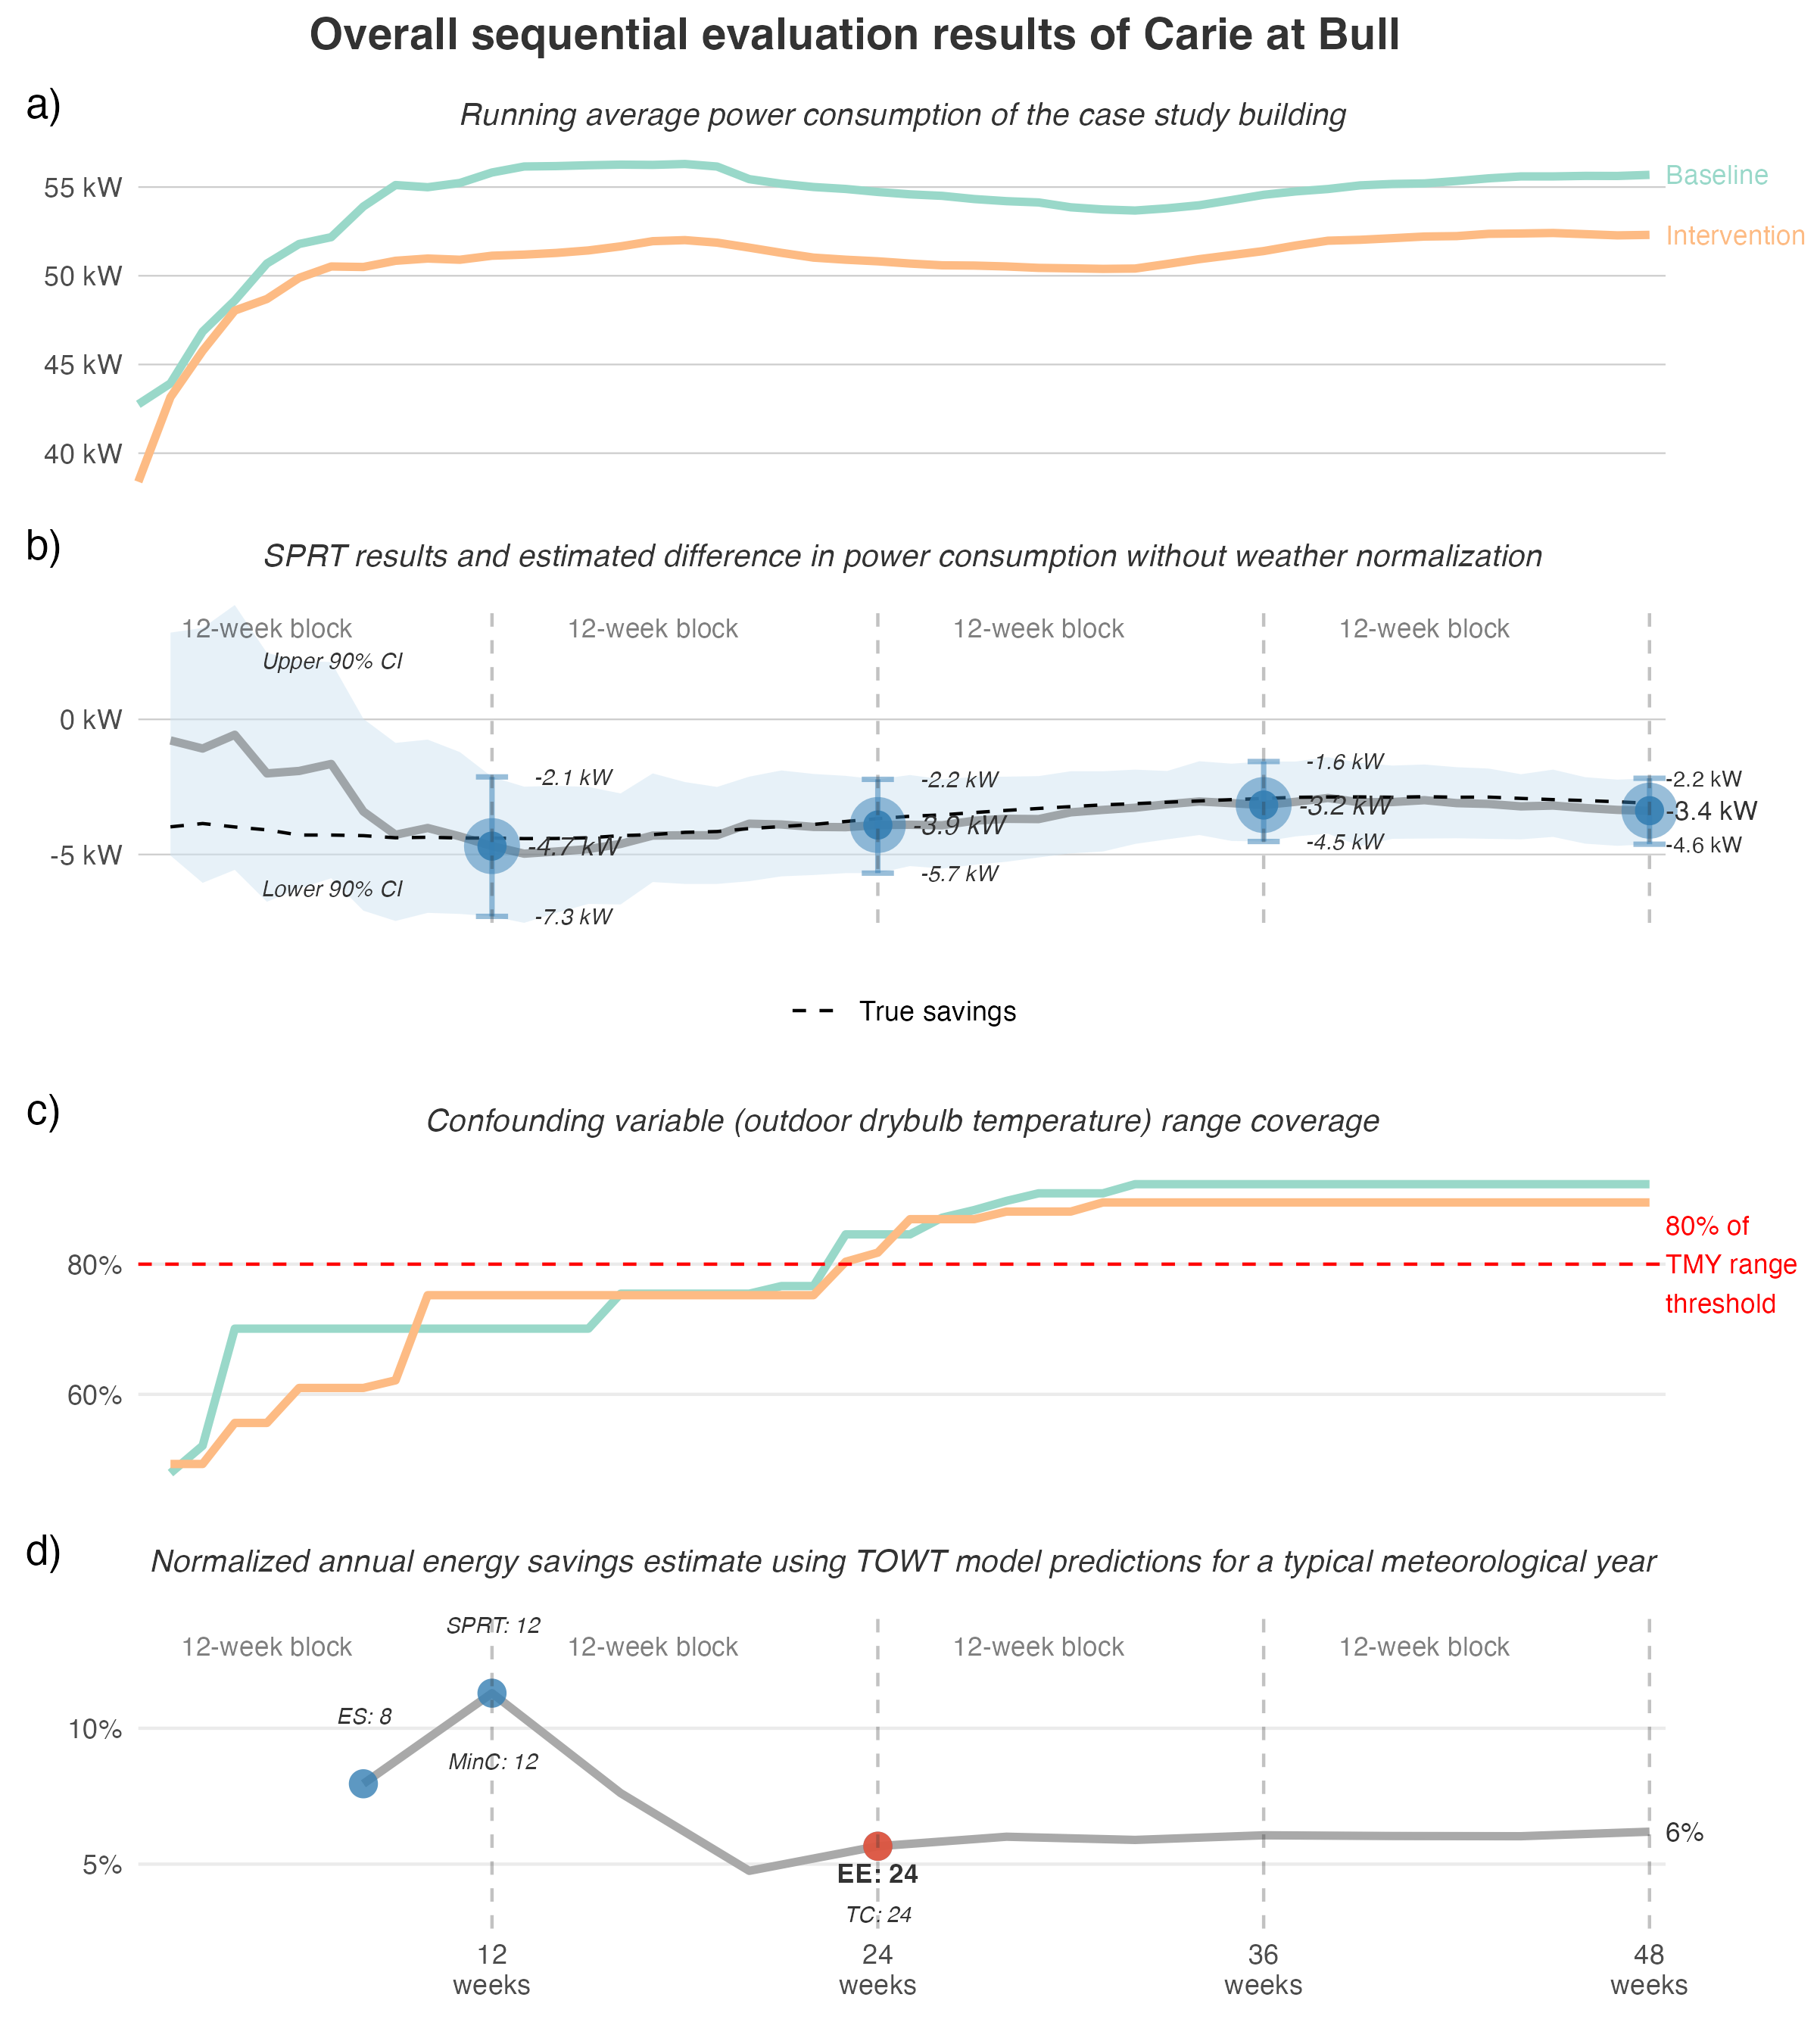 Overall sequential evaluation results of Carie at Bull
a)
Running average power consumption of the case study building
55 kW
50 kW
45 kW
40 kW
Baseline
Intervention
b)
SPRT results and estimated difference in power consumption without weather normalization
12-week block
12-week block
12-week block
12-week block
Upper 90% CI
0 kW
-5 kW
Lower 90% CI
-2.1 kW
-4.7 kW
-7.3 kW
-2.2 kW
-3.9 kW
-5.7 kW
-1.6 kW
-3.2 kW
-4.5 kW
-2.2 kW
-3.4 kW
-4.6 kW
True savings
c)
Confounding variable (outdoor drybulb temperature) range coverage
80%
60%
80% of
TMY range
threshold
d)
Normalized annual energy savings estimate using TOWT model predictions for a typical meteorological year
SPRT: 12
12-week block
12-week block
12-week block
12-week block
ES: 8
10%
MinC: 12
5%
EE: 24
TC: 24
6%
12
weeks
24
weeks
36
weeks
48
weeks